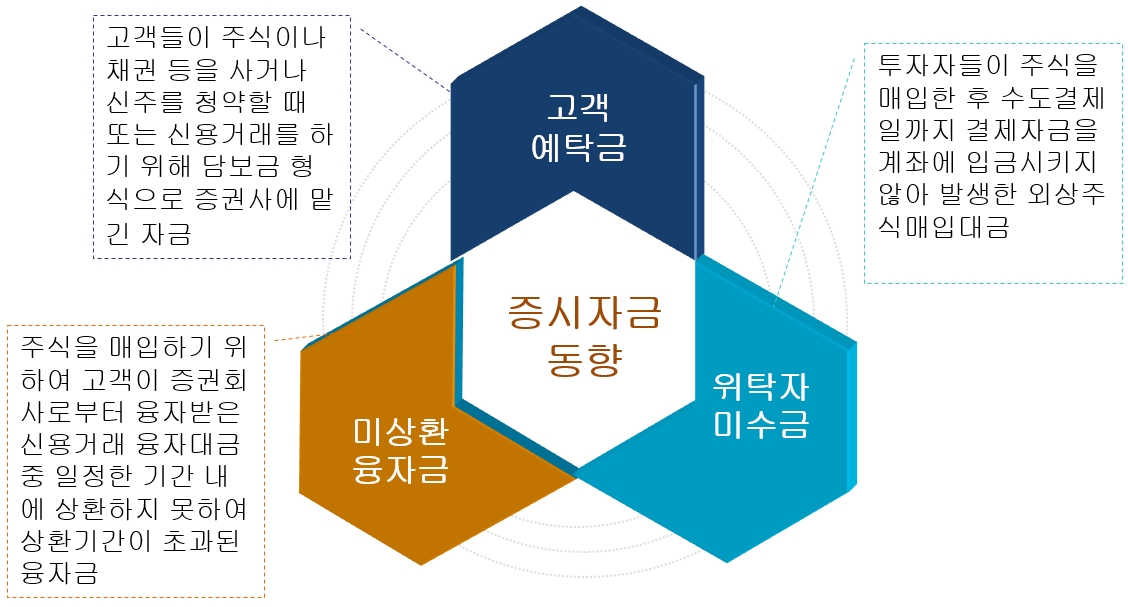 고객들이 주식이나
채권 등을 사거나
신주를 청약할 때
또는 신용거래를 하
기 위해 담보금 형
식으로 증권사에 맡
긴 자금
고객
예탁금
투자자들이 주식을
매입한 후 수도결제
일까지 결제자금을
계좌에 입금시키지
않아 발생한 외상주
식매입대금
증시자금
동향
주식을 매입하기 위
하여 고객이 증권회
사로부터 융자받은
신용거래 융자대금
중 일정한 기간 내
에 상환하지 못하여
상환기간이 초과된
융자금
미상환
융자금
위탁자
미수금